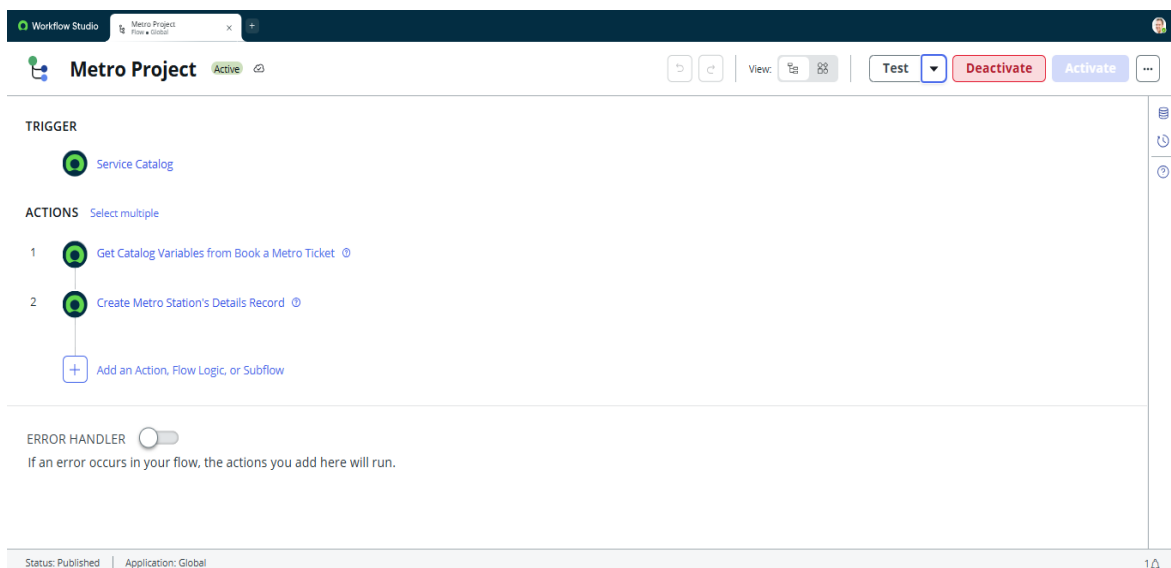 Workflow Studio
Metro Project
Flow • Global
Metro Project Active
View:
Test
Deactivate
Activate
TRIGGER
Service Catalog
ACTIONS Select multiple
1 Get Catalog Variables from Book a Metro Ticket
2 Create Metro Station's Details Record
Add an Action, Flow Logic, or Subflow
ERROR HANDLER
If an error occurs in your flow, the actions you add here will run.
Status: Published | Application: Global
1